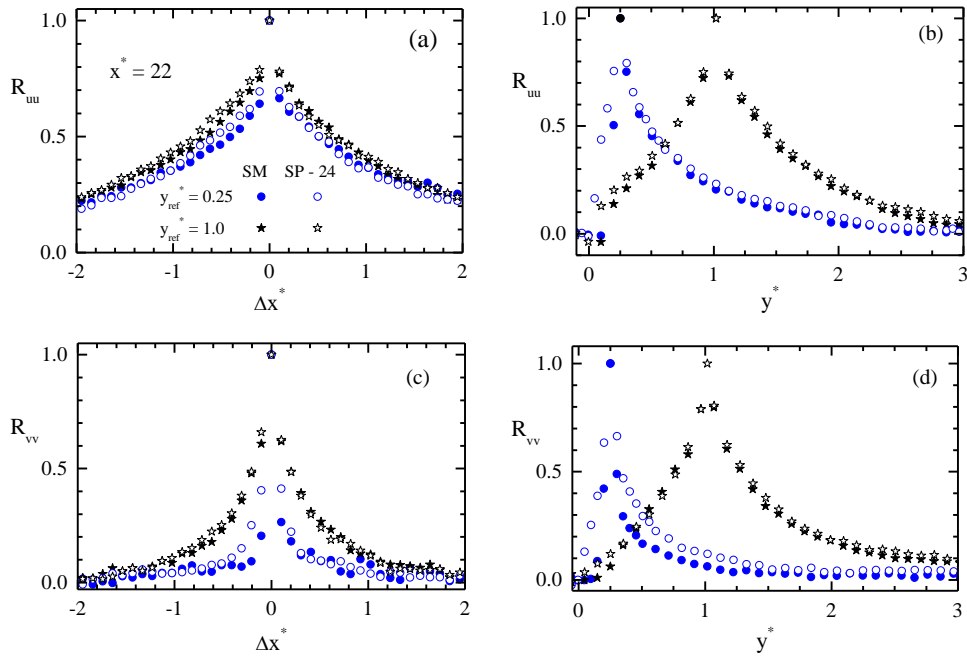 (a)
x* = 22
R_uu
1.0
0.5
0.0
SM SP - 24
y_ref* = 0.25
y_ref* = 1.0
-2 -1 0 1 2
Δx*
(b)
R_uu
1.0
0.5
0.0
0 1 2 3
y*
(c)
R_vv
1.0
0.5
0.0
-2 -1 0 1 2
Δx*
(d)
R_vv
1.0
0.5
0.0
0 1 2 3
y*